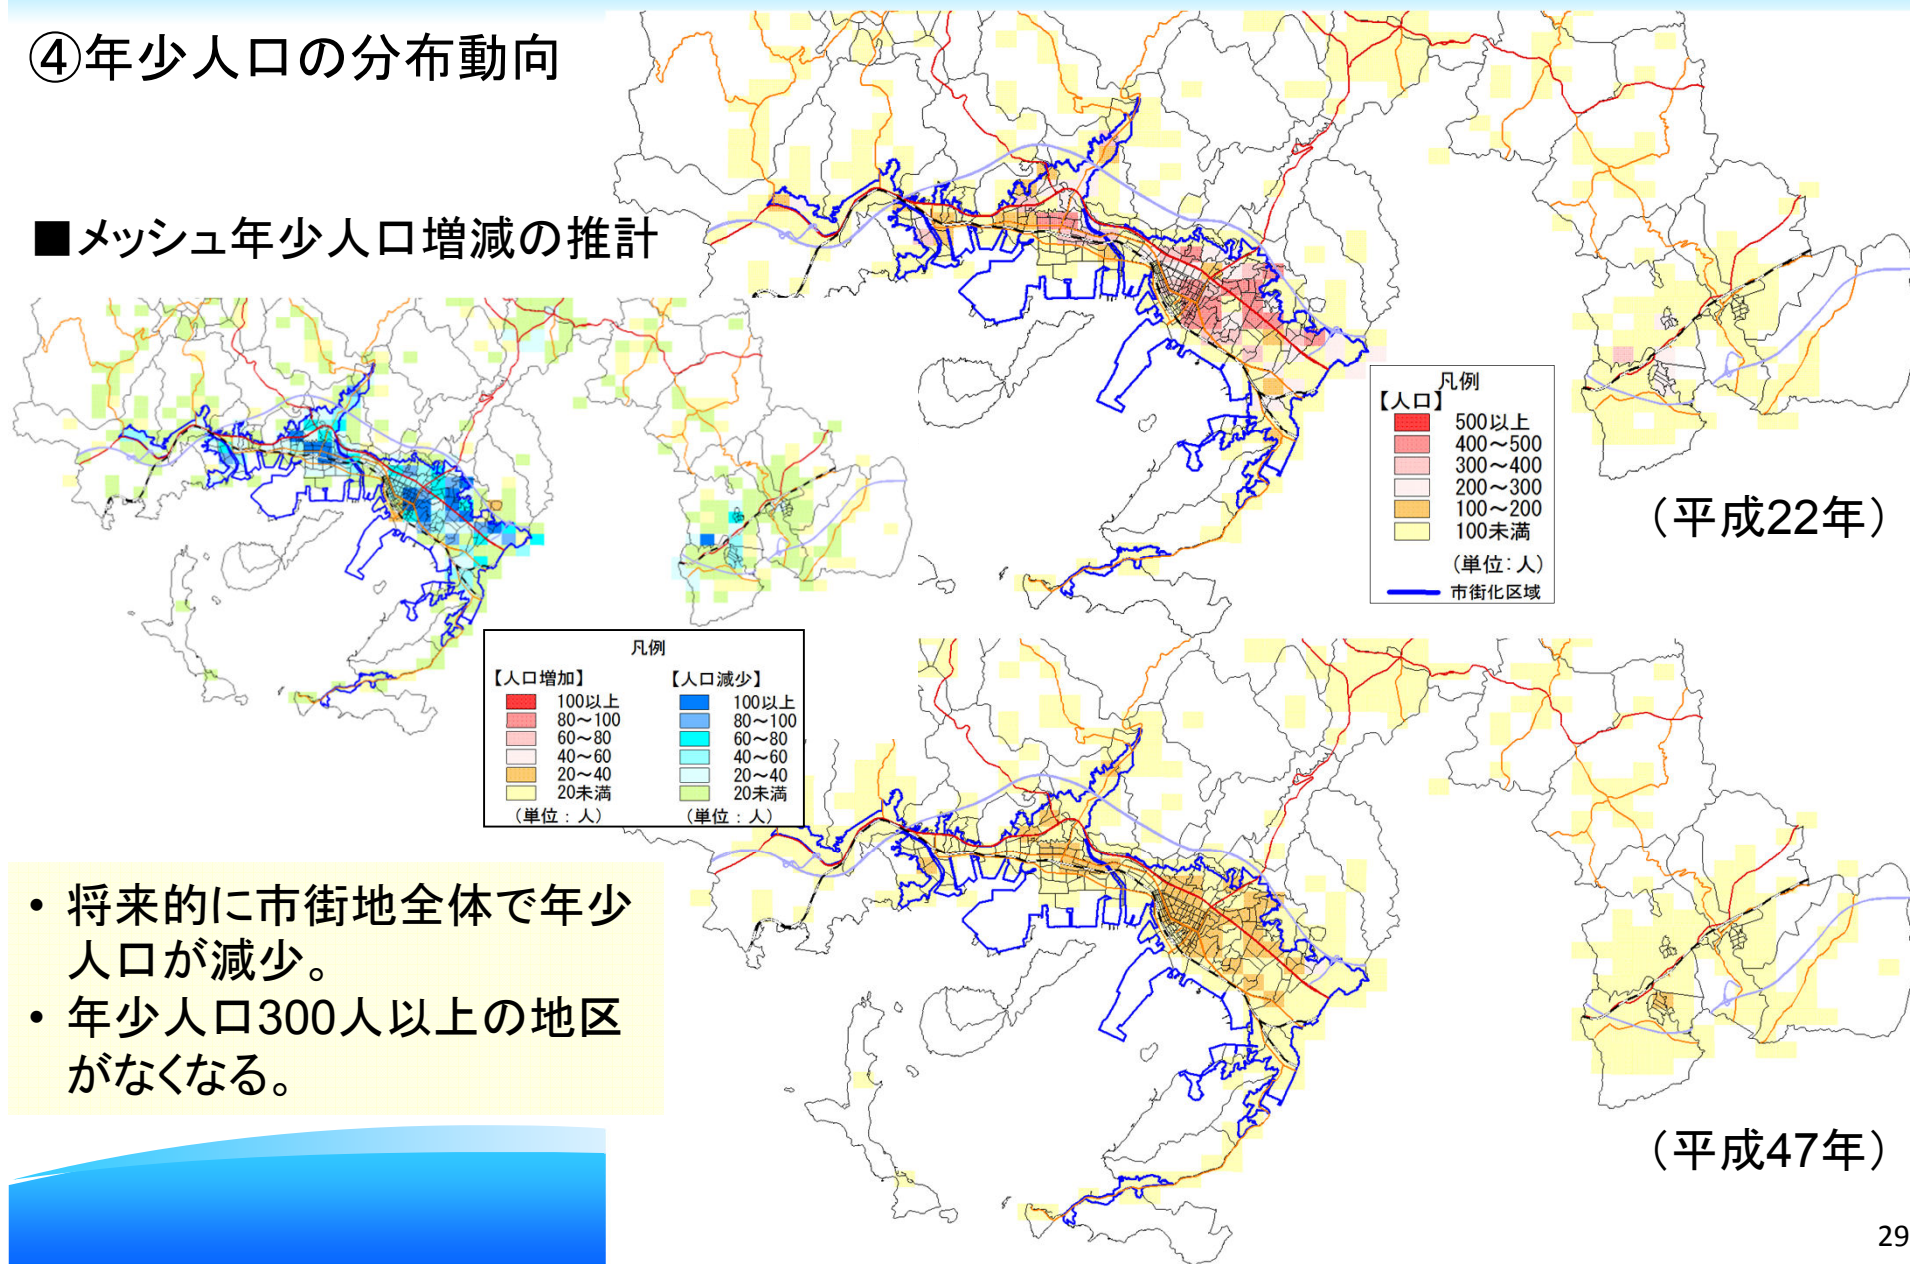 ④年少人口の分布動向
■メッシュ年少人口増減の推計
凡例
【人口】
500以上
400～500
300～400
200～300
100～200
100未満
(単位：人)
市街化区域
（平成22年）
凡例
【人口増加】
100以上
80～100
60～80
40～60
20～40
20未満
(単位：人)
【人口減少】
100以上
80～100
60～80
40～60
20～40
20未満
(単位：人)
• 将来的に市街地全体で年少
人口が減少。
• 年少人口300人以上の地区
がなくなる。
（平成47年）
29